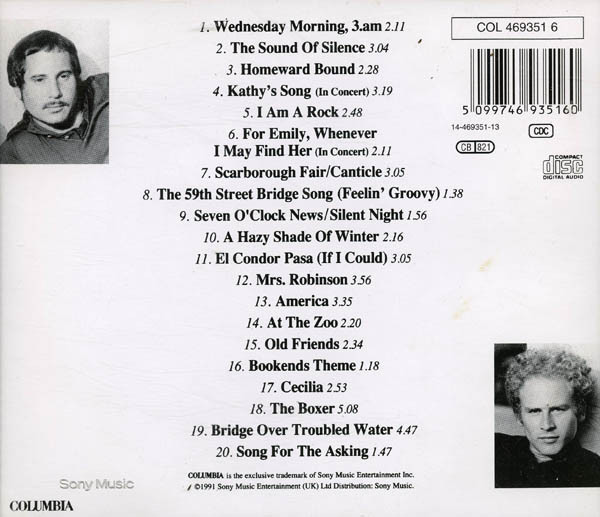 1. Wednesday Morning, 3.am 2.11
2. The Sound Of Silence 3.04
3. Homeward Bound 2.28
4. Kathy's Song (In Concert) 3.19
5. I Am A Rock 2.48
6. For Emily, Whenever
I May Find Her (In Concert) 2.11
7. Scarborough Fair/Canticle 3.05
8. The 59th Street Bridge Song (Feelin' Groovy) 1.38
9. Seven O'Clock News/Silent Night 1.56
10. A Hazy Shade Of Winter 2.16
11. El Condor Pasa (If I Could) 3.05
12. Mrs. Robinson 3.56
13. America 3.35
14. At The Zoo 2.20
15. Old Friends 2.34
16. Bookends Theme 1.18
17. Cecilia 2.53
18. The Boxer 5.08
19. Bridge Over Troubled Water 4.47
20. Song For The Asking 1.47
COLUMBIA is the exclusive trademark of Sony Music Entertainment Inc.
©1991 Sony Music Entertainment (UK) Ltd Distribution: Sony Music.
COL 469351 6
5 099746 935160
14-469351-13
CDC
CB 821
COMPACT
disc
DIGITAL AUDIO
Sony Music
COLUMBIA